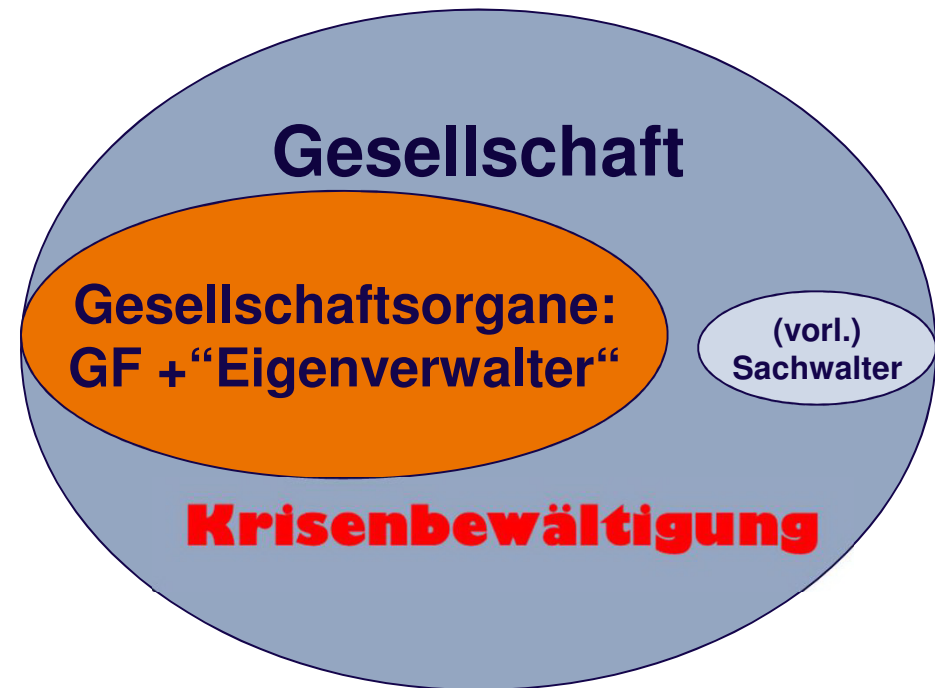 Gesellschaft
Gesellschaftsorgane:
GF +“Eigenverwalter“
(vorl.)
Sachwalter
Krisenbewältigung